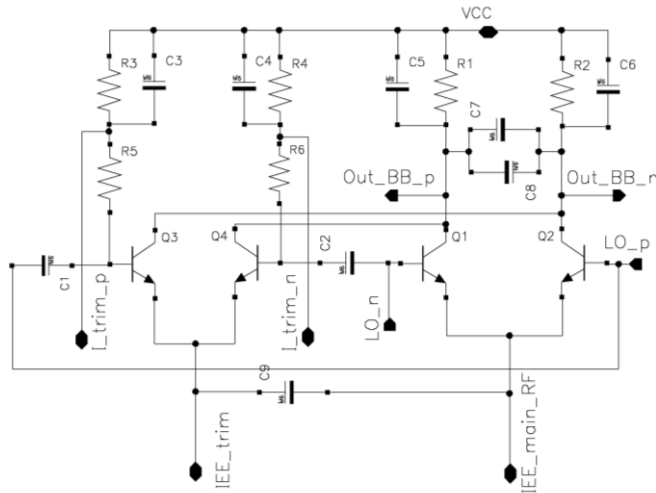 VCC
R3
C3
C4
R4
C5
R1
R2
C6
C7
R5
R6
C8
Out_BB_p
Out_BB_n
Q3
Q4
C2
Q1
Q2
LO_p
C1
I_trim_p
I_trim_n
LO_n
C9
IEE_trim
IEE_main_RF